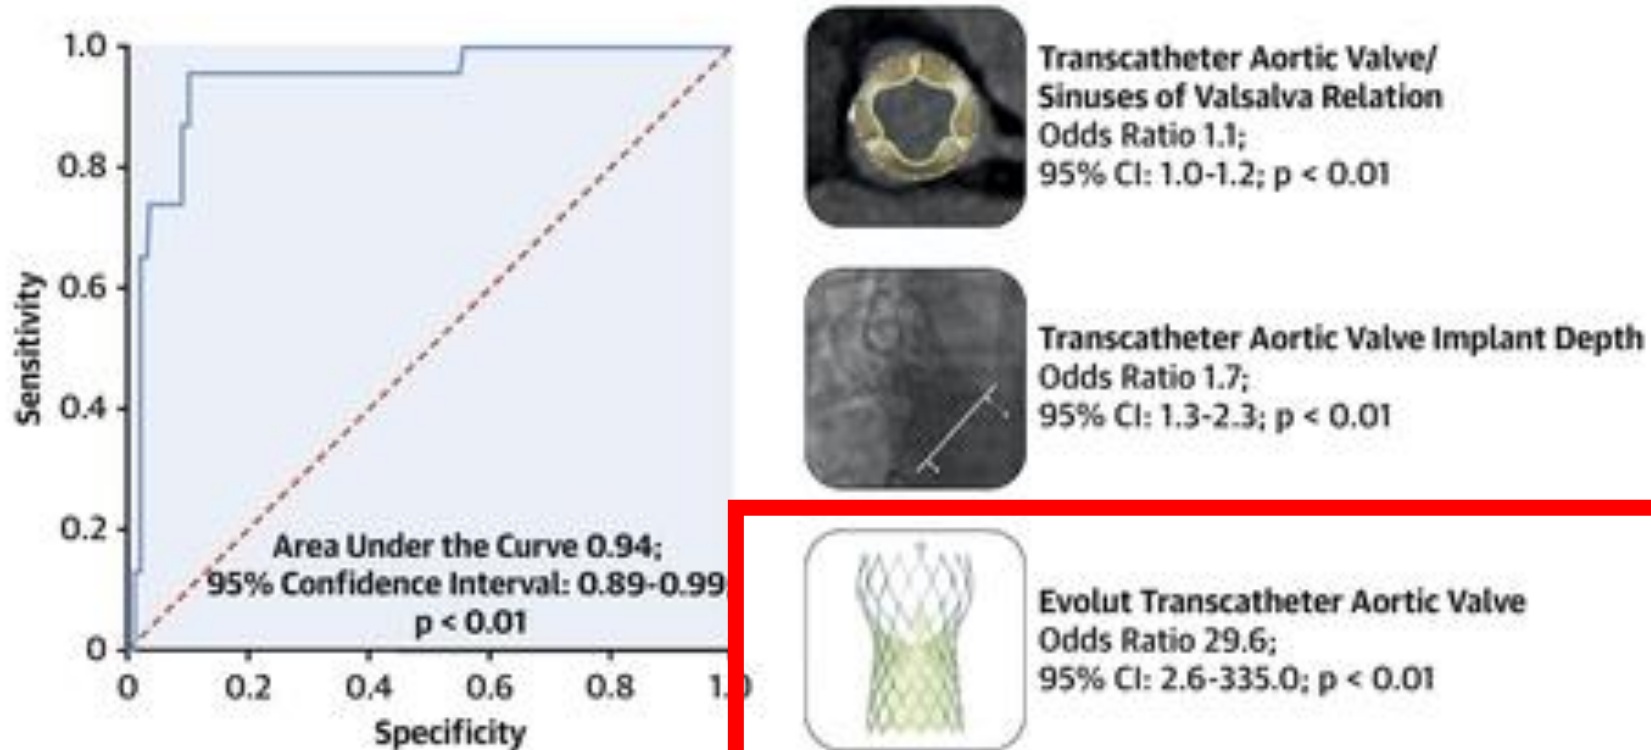 1.0
0.8
0.6
0.4
0.2
0
Sensitivity
Area Under the Curve 0.94;
95% Confidence Interval: 0.89-0.99
p < 0.01
0 0.2 0.4 0.6 0.8 1.0
Specificity
Transcatheter Aortic Valve/
Sinuses of Valsalva Relation
Odds Ratio 1.1;
95% CI: 1.0-1.2; p < 0.01
Transcatheter Aortic Valve Implant Depth
Odds Ratio 1.7;
95% CI: 1.3-2.3; p < 0.01
Evolut Transcatheter Aortic Valve
Odds Ratio 29.6;
95% CI: 2.6-335.0; p < 0.01